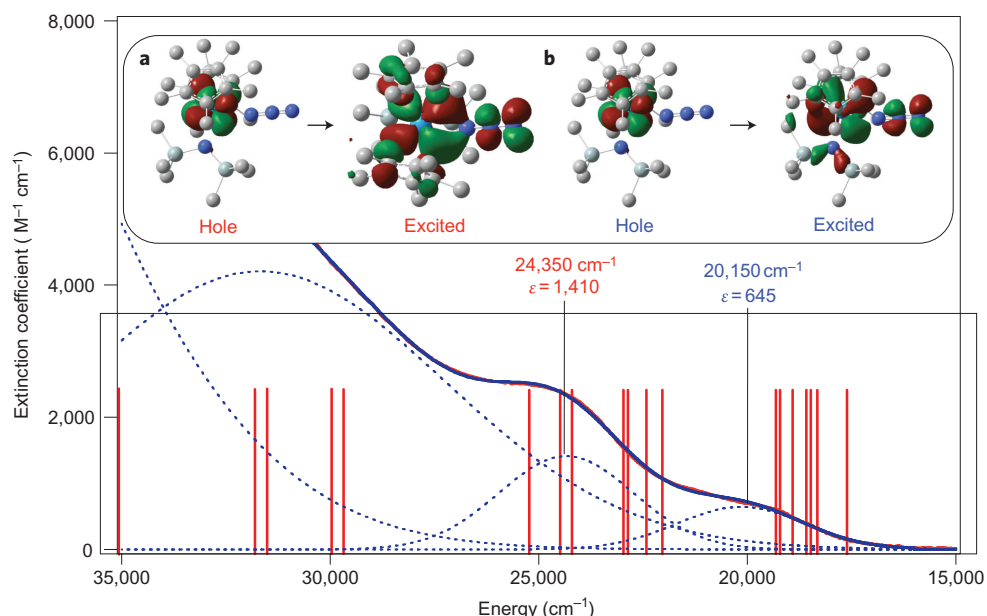 8,000
6,000
4,000
2,000
0
Extinction coefficient ( M⁻¹ cm⁻¹)
a
b
Hole
Excited
Hole
Excited
24,350 cm⁻¹
ε = 1,410
20,150 cm⁻¹
ε = 645
35,000
30,000
25,000
20,000
15,000
Energy (cm⁻¹)